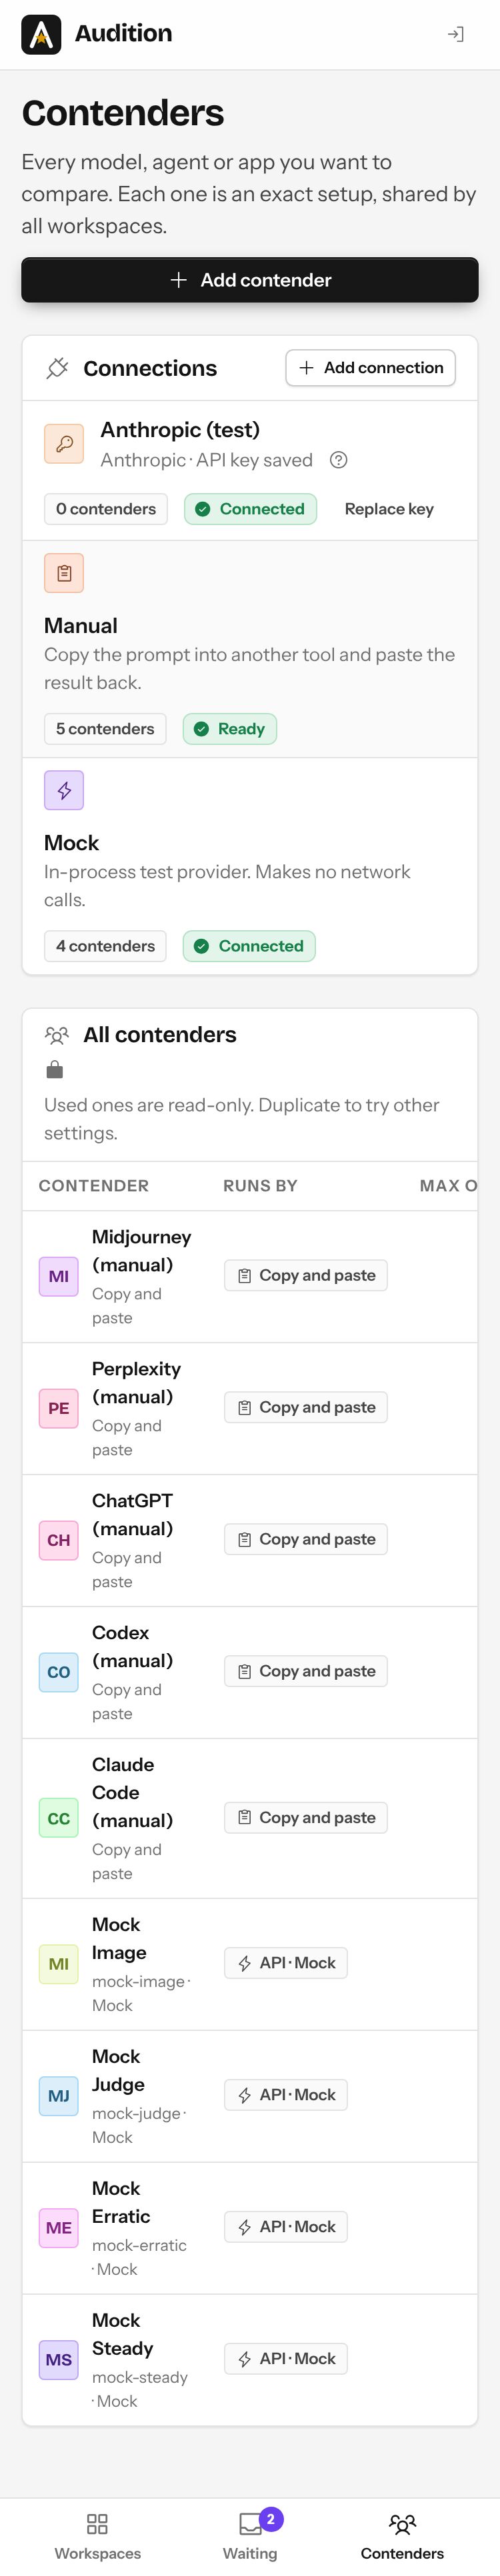 Audition
Contenders
Every model, agent or app you want to
compare. Each one is an exact setup, shared by
all workspaces.
Add contender
Connections
Add connection
Anthropic (test)
Anthropic · API key saved
0 contenders
Connected
Replace key
Manual
Copy the prompt into another tool and paste the
result back.
5 contenders
Ready
Mock
In-process test provider. Makes no network
calls.
4 contenders
Connected
All contenders
Used ones are read-only. Duplicate to try other
settings.
CONTENDER
RUNS BY
MAX O
MI
Midjourney
(manual)
Copy and
paste
Copy and paste
PE
Perplexity
(manual)
Copy and
paste
Copy and paste
CH
ChatGPT
(manual)
Copy and
paste
Copy and paste
CO
Codex
(manual)
Copy and
paste
Copy and paste
CC
Claude
Code
(manual)
Copy and
paste
Copy and paste
MI
Mock
Image
mock-image ·
Mock
API · Mock
MJ
Mock
Judge
mock-judge ·
Mock
API · Mock
ME
Mock
Erratic
mock-erratic
· Mock
API · Mock
MS
Mock
Steady
mock-steady
· Mock
API · Mock
Workspaces
2
Waiting
Contenders